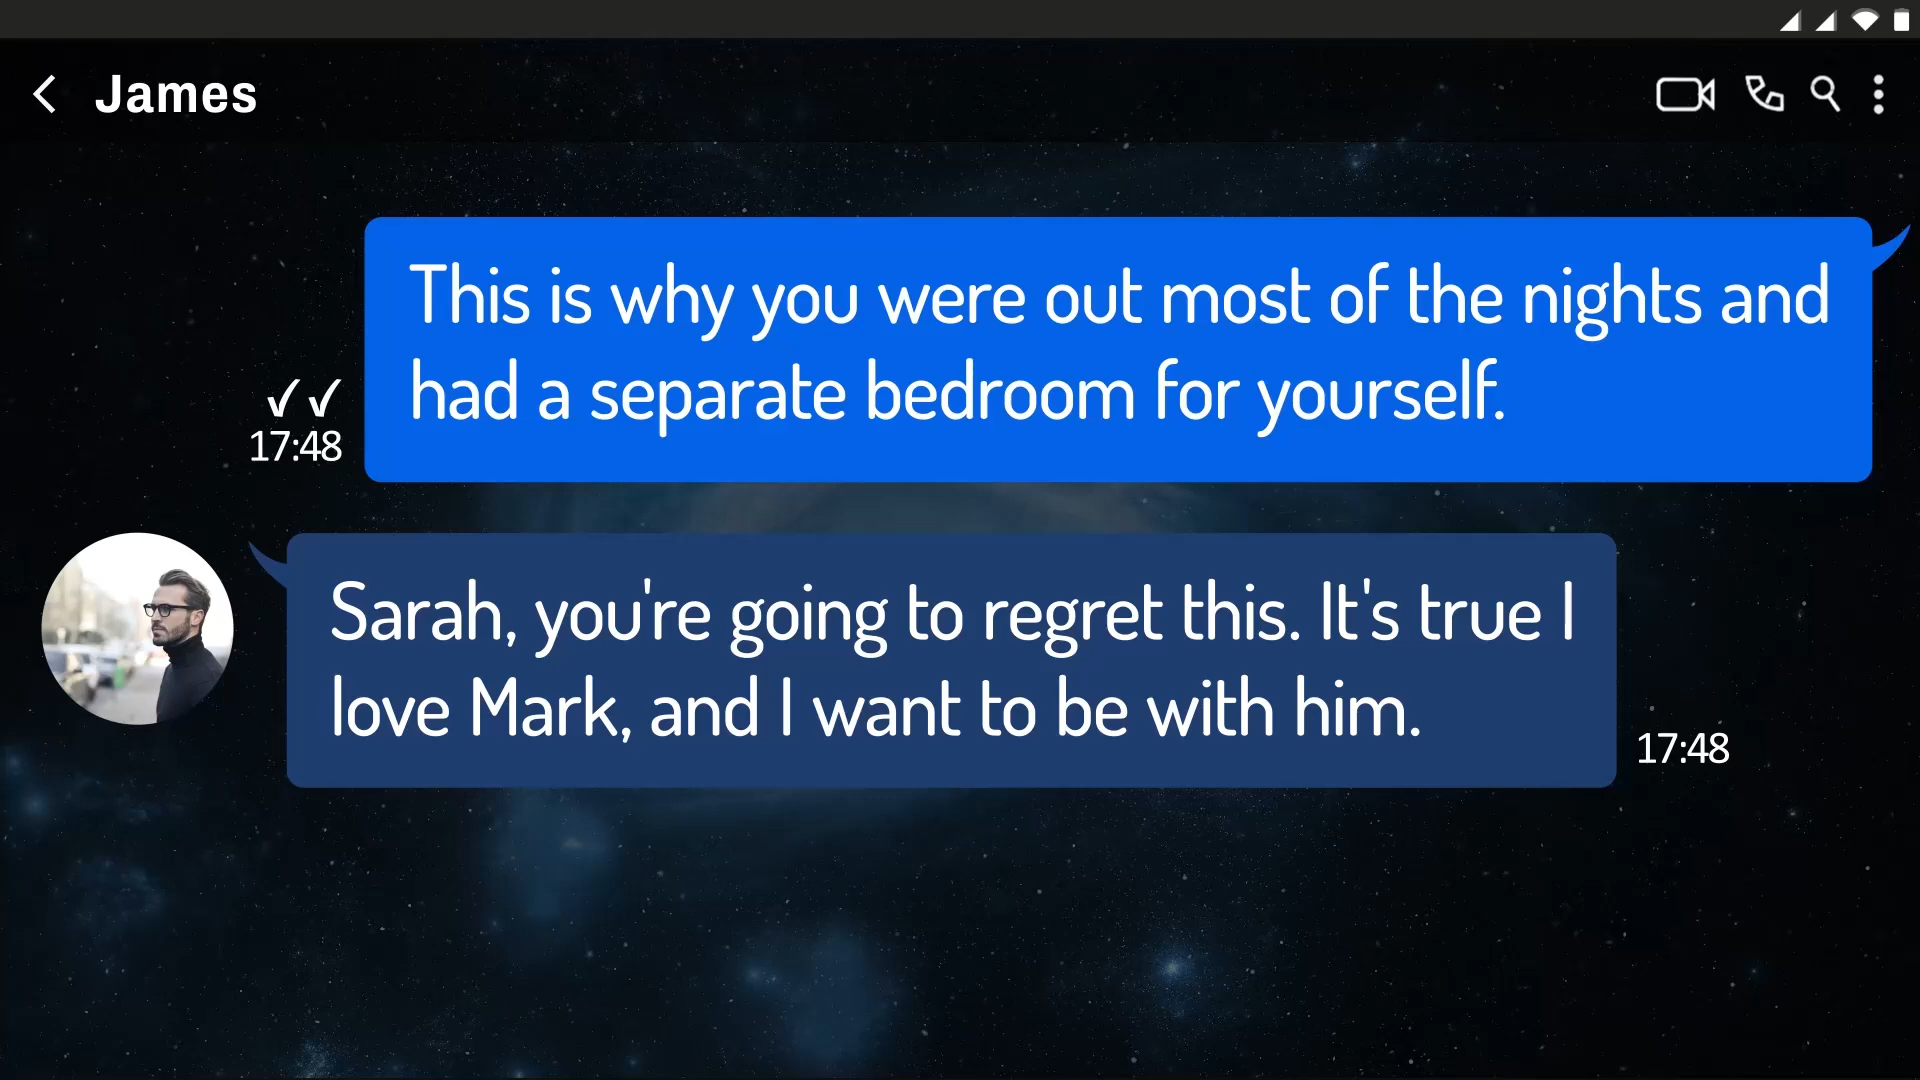 James
This is why you were out most of the nights and
had a separate bedroom for yourself.
✓✓
17:48
Sarah, you're going to regret this. It's true I
love Mark, and I want to be with him.
17:48